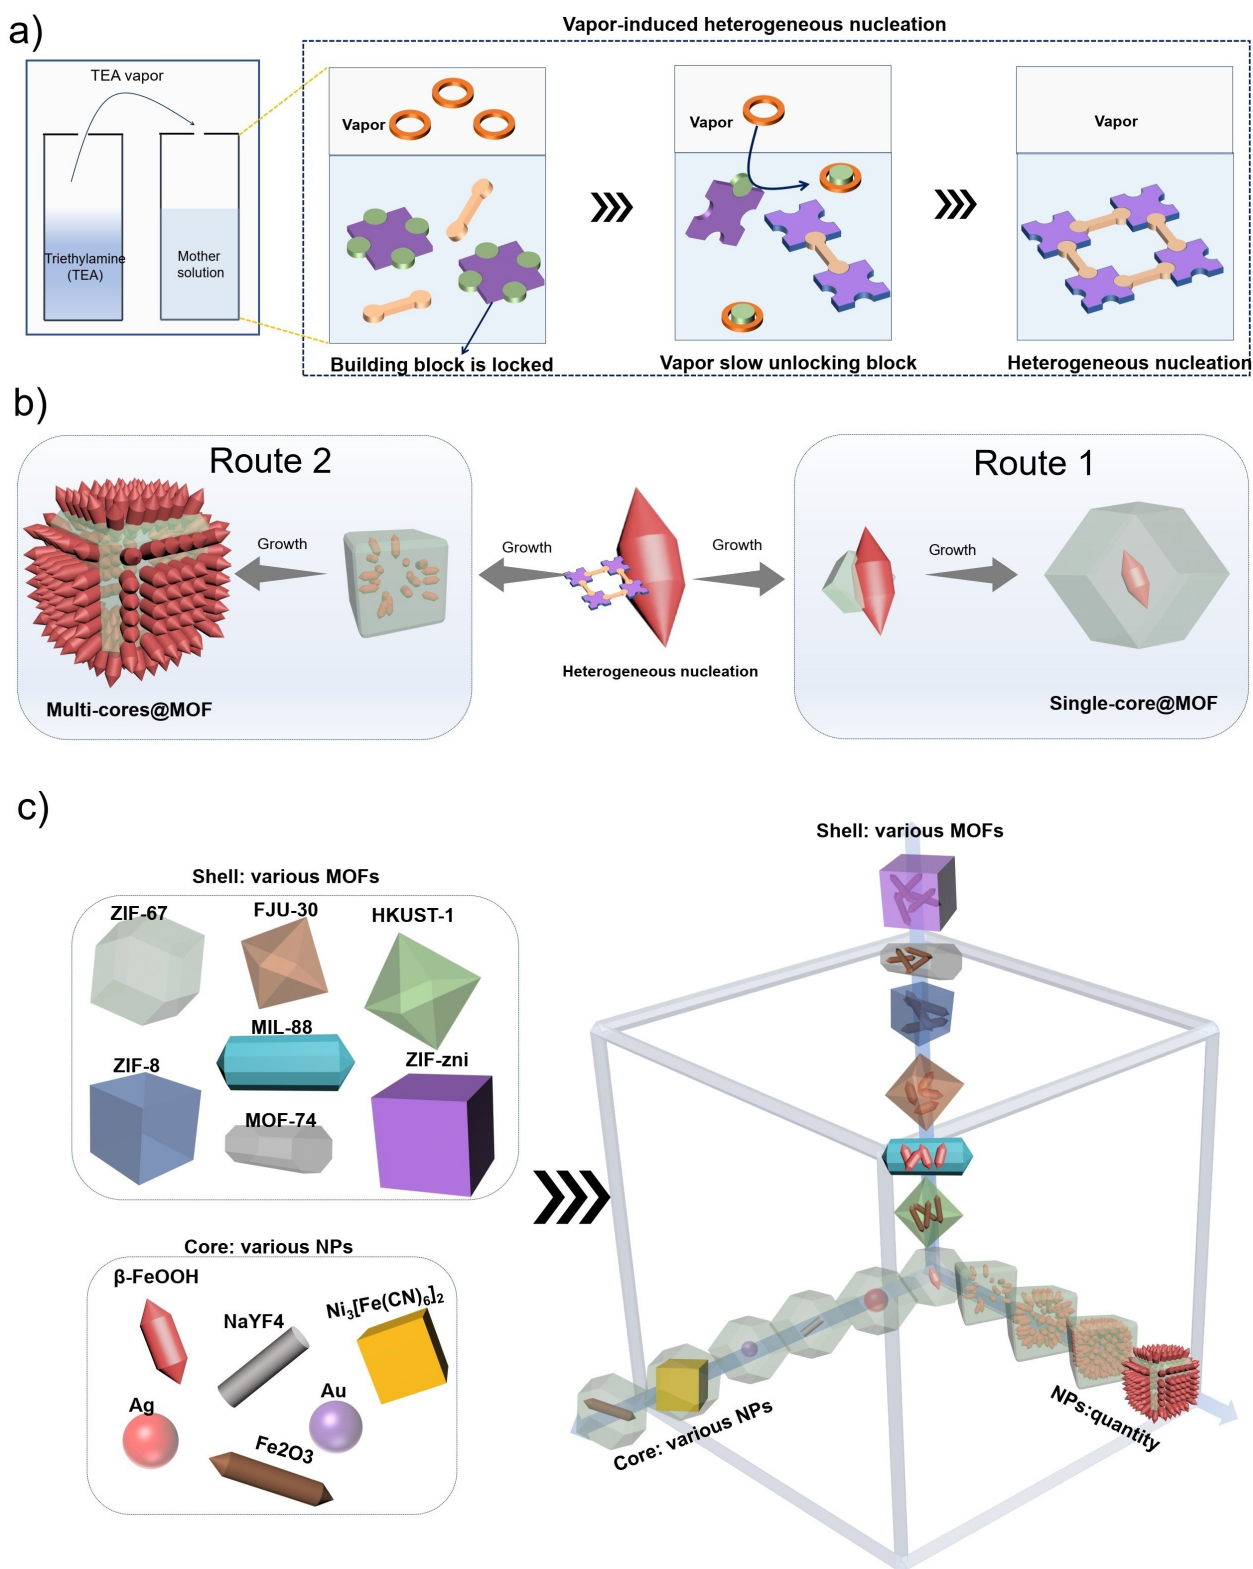 a)
Vapor-induced heterogeneous nucleation
TEA vapor
Triethylamine
(TEA)
Mother
solution
Vapor
Building block is locked
Vapor
Vapor slow unlocking block
Vapor
Heterogeneous nucleation
b)
Route 2
Growth
Multi-cores@MOF
Growth
Growth
Heterogeneous nucleation
Route 1
Growth
Single-core@MOF
c)
Shell: various MOFs
ZIF-67
FJU-30
HKUST-1
MIL-88
ZIF-8
ZIF-zni
MOF-74
Core: various NPs
β-FeOOH
NaYF4
Ni₃[Fe(CN)₆]₂
Ag
Au
Fe2O3
Shell: various MOFs
Core: various NPs
NPs:quantity